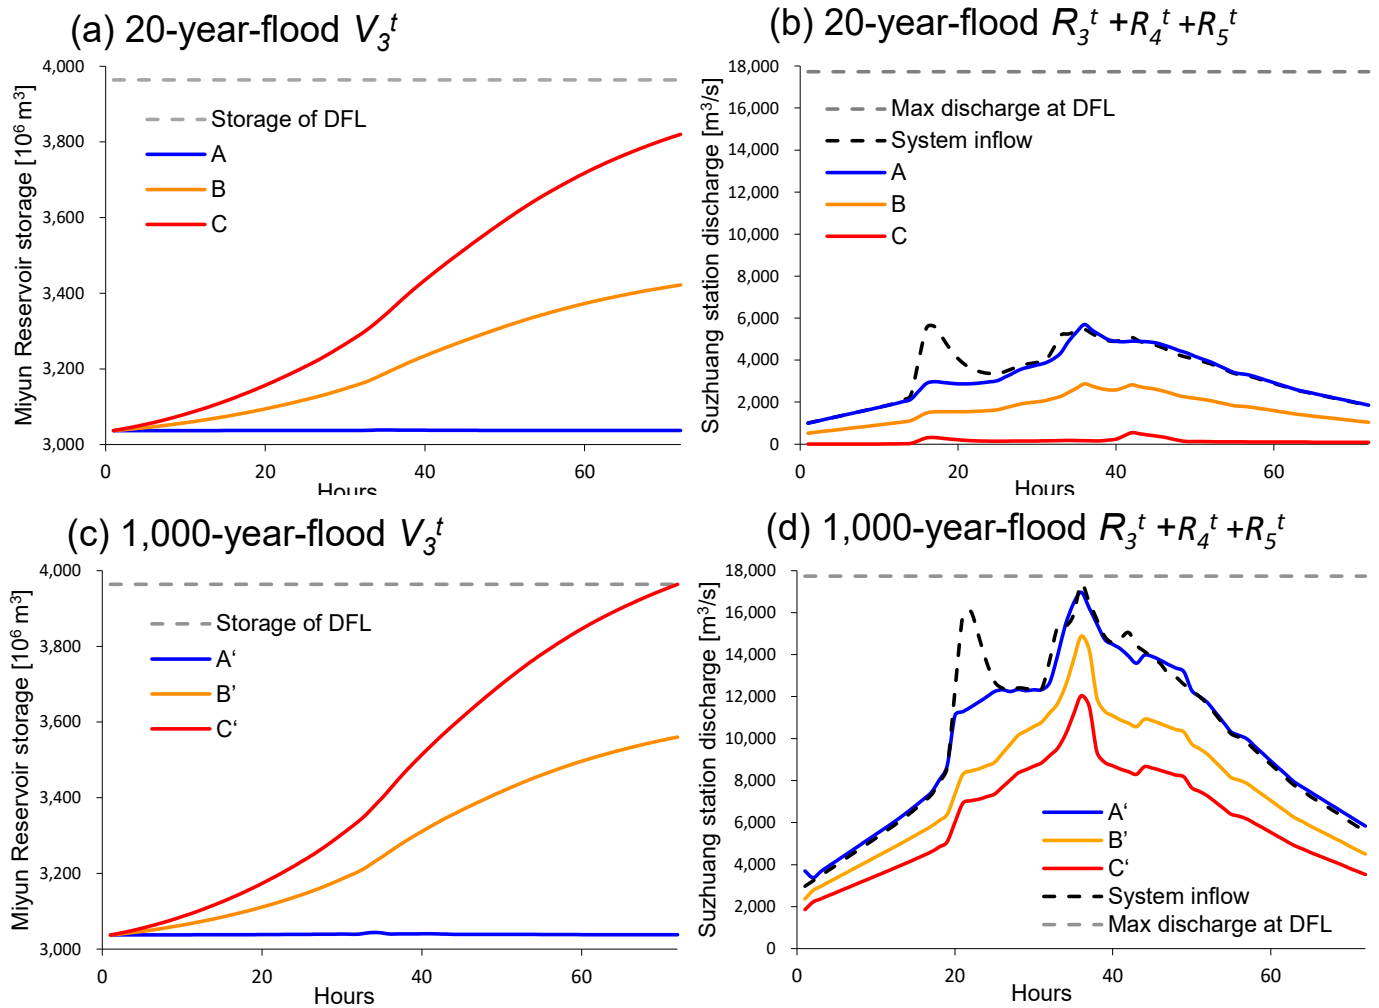 (a) 20-year-flood V₃ᵗ
Miyun Reservoir storage [10⁶ m³]
4,000
3,800
3,600
3,400
3,200
3,000
Storage of DFL
A
B
C
0 20 40 60
Hours
(b) 20-year-flood R₃ᵗ +R₄ᵗ +R₅ᵗ
Suzhuang station discharge [m³/s]
18,000
16,000
14,000
12,000
10,000
8,000
6,000
4,000
2,000
0
Max discharge at DFL
System inflow
A
B
C
0 20 40 60
Hours
(c) 1,000-year-flood V₃ᵗ
Miyun Reservoir storage [10⁶ m³]
4,000
3,800
3,600
3,400
3,200
3,000
Storage of DFL
A‘
B’
C‘
0 20 40 60
Hours
(d) 1,000-year-flood R₃ᵗ +R₄ᵗ +R₅ᵗ
Suzhuang station discharge [m³/s]
18,000
16,000
14,000
12,000
10,000
8,000
6,000
4,000
2,000
0
A‘
B’
C‘
System inflow
Max discharge at DFL
0 20 40 60
Hours